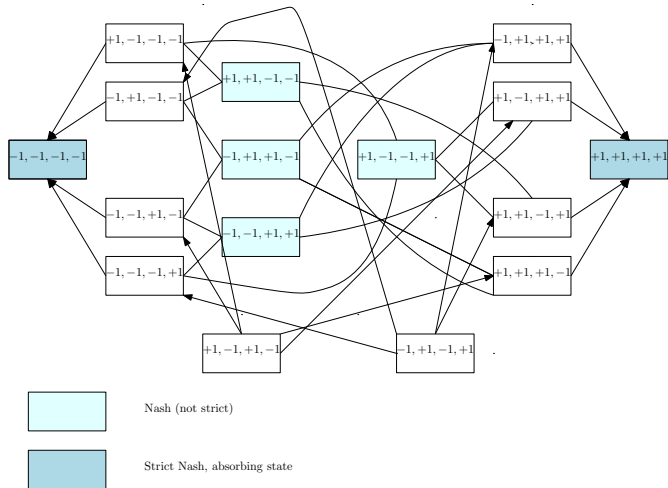 +1, −1, −1, −1
−1, +1, +1, +1
+1, +1, −1, −1
−1, +1, −1, −1
+1, −1, +1, +1
−1, −1, −1, −1
−1, +1, +1, −1
+1, −1, −1, +1
+1, +1, +1, +1
−1, −1, +1, −1
+1, +1, −1, +1
−1, −1, +1, +1
−1, −1, −1, +1
+1, +1, +1, −1
+1, −1, +1, −1
−1, +1, −1, +1
Nash (not strict)
Strict Nash, absorbing state